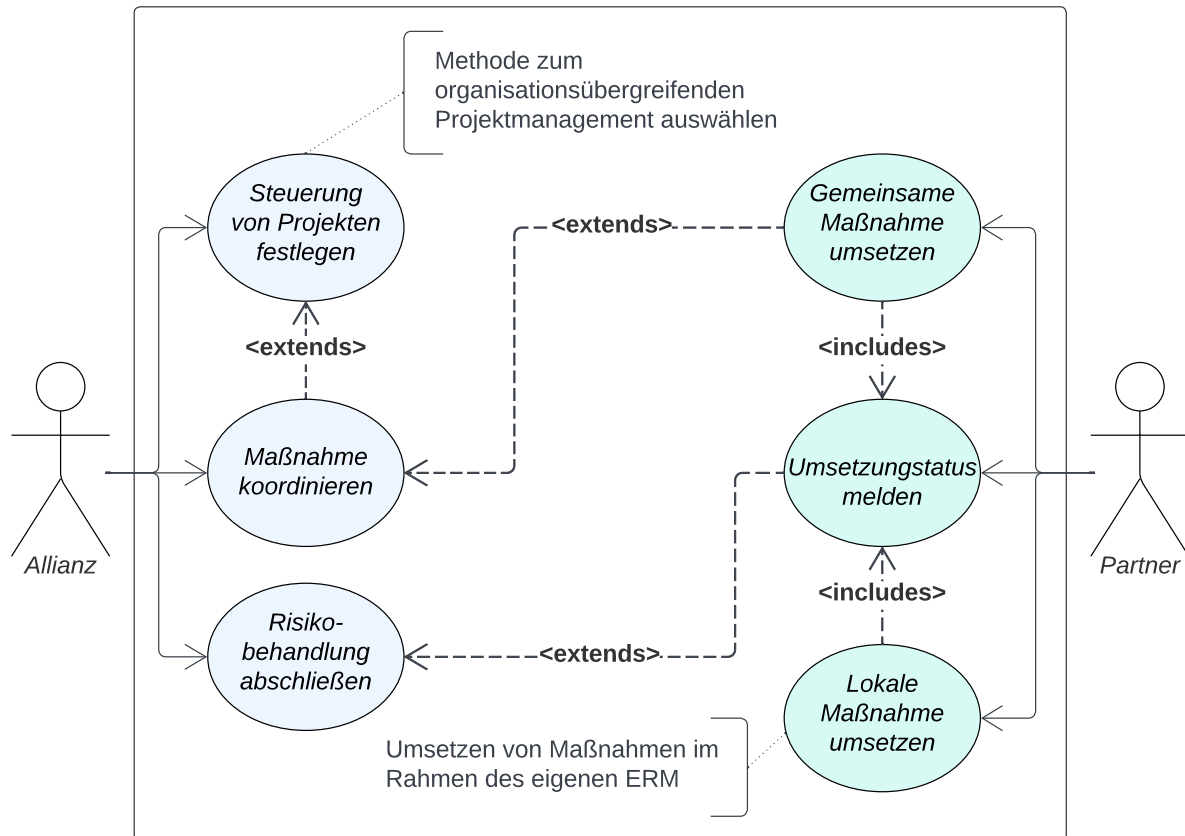 Methode zum
organisationsübergreifenden
Projektmanagement auswählen
Steuerung
von Projekten
festlegen
Gemeinsame
Maßnahme
umsetzen
<extends>
<extends>
<includes>
Maßnahme
koordinieren
Umsetzungstatus
melden
Allianz
Partner
<includes>
Risiko-
behandlung
abschließen
<extends>
Lokale
Maßnahme
umsetzen
Umsetzen von Maßnahmen im
Rahmen des eigenen ERM